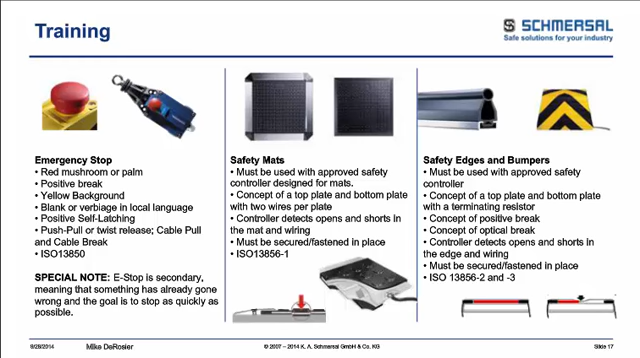 Training
SCHMERSAL
Safe solutions for your industry
Emergency Stop
• Red mushroom or palm
• Positive break
• Yellow Background
• Blank or verbiage in local language
• Positive Self-Latching
• Push-Pull or twist release; Cable Pull
and Cable Break
• ISO13850
SPECIAL NOTE: E-Stop is secondary,
meaning that something has already gone
wrong and the goal is to stop as quickly as
possible.
Safety Mats
• Must be used with approved safety
controller designed for mats.
• Concept of a top plate and bottom plate
with two wires per plate
• Controller detects opens and shorts in
the mat and wiring
• Must be secured/fastened in place
• ISO13856-1
Safety Edges and Bumpers
• Must be used with approved safety
controller
• Concept of a top plate and bottom plate
with a terminating resistor
• Concept of positive break
• Concept of optical break
• Controller detects opens and shorts in
the edge and wiring
• Must be secured/fastened in place
• ISO 13856-2 and -3
9/28/2014
Mike DeRosier
© 2007 – 2014 K. A. Schmersal GmbH & Co. KG
Slide 17